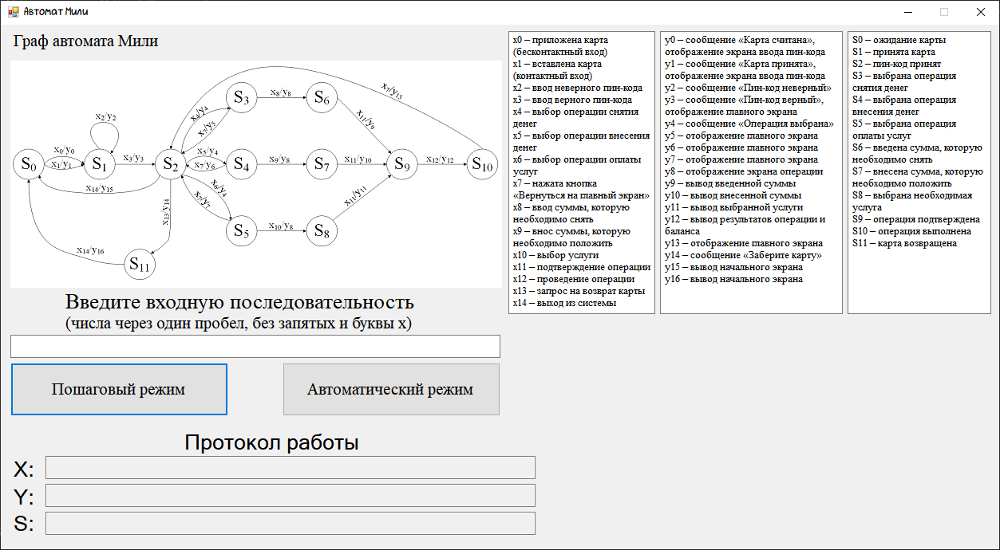 Автомат Мили
Граф автомата Мили
x7/y13
S3
x8/y8
S6
x4/y4
x7/y5
x11/y9
x2/y2
S0
x0/y0
x1/y1
S1
x3/y3
S2
x5/y4
x7/y6
S4
x9/y8
S7
x11/y10
S9
x12/y12
S10
x14/y15
x13/y14
x6/y4
x7/y7
x11/y11
S5
x10/y8
S8
x14/y16
S11
x0 – приложена карта
(бесконтактный вход)
x1 – вставлена карта
(контактный вход)
x2 – ввод неверного пин-кода
x3 – ввод верного пин-кода
x4 – выбор операции снятия
денег
x5 – выбор операции внесения
денег
x6 – выбор операции оплаты
услуг
x7 – нажата кнопка
«Вернуться на главный экран»
x8 – ввод суммы, которую
необходимо снять
x9 – внос суммы, которую
необходимо положить
x10 – выбор услуги
x11 – подтверждение операции
x12 – проведение операции
x13 – запрос на возврат карты
x14 – выход из системы
y0 – сообщение «Карта считана»,
отображение экрана ввода пин-кода
y1 – сообщение «Карта принята»,
отображение экрана ввода пин-кода
y2 – сообщение «Пин-код неверный»
y3 – сообщение «Пин-код верный»,
отображение главного экрана
y4 – сообщение «Операция выбрана»
y5 – отображение главного экрана
y6 – отображение главного экрана
y7 – отображение главного экрана
y8 – отображение экрана операции
y9 – вывод введенной суммы
y10 – вывод внесенной суммы
y11 – вывод выбранной услуги
y12 – вывод результатов операции и
баланса
y13 – отображение главного экрана
y14 – сообщение «Заберите карту»
y15 – вывод начального экрана
y16 – вывод начального экрана
S0 – ожидание карты
S1 – принята карта
S2 – пин-код принят
S3 – выбрана операция
снятия денег
S4 – выбрана операция
внесения денег
S5 – выбрана операция
оплаты услуг
S6 – введена сумма, которую
необходимо снять
S7 – внесена сумма, которую
необходимо положить
S8 – выбрана необходимая
услуга
S9 – операция подтверждена
S10 – операция выполнена
S11 – карта возвращена
Введите входную последовательность
(числа через один пробел, без запятых и буквы x)
Пошаговый режим
Автоматический режим
Протокол работы
X:
Y:
S: